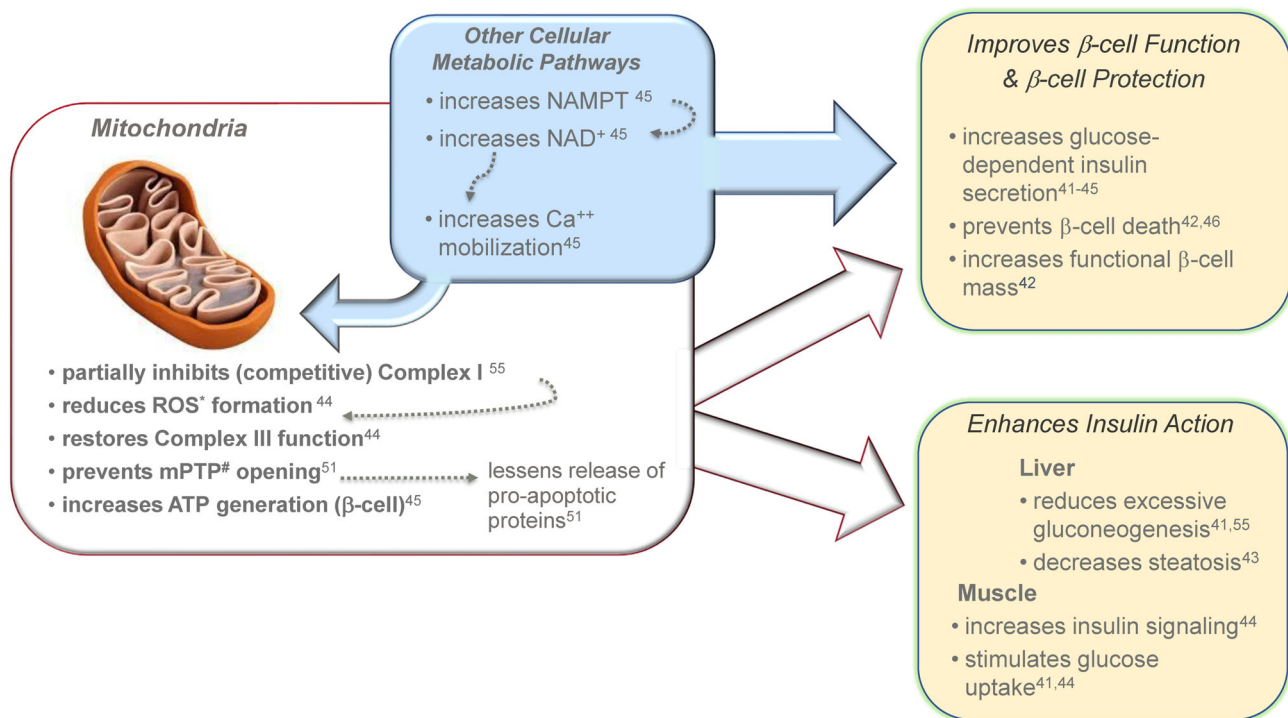 Other Cellular
Metabolic Pathways
• increases NAMPT 45
• increases NAD+ 45
• increases Ca++
mobilization45
Mitochondria
• partially inhibits (competitive) Complex I 55
• reduces ROS* formation 44
• restores Complex III function44
• prevents mPTP# opening51
• increases ATP generation (β-cell)45
lessens release of
pro-apoptotic
proteins51
Improves β-cell Function
& β-cell Protection
• increases glucose-
dependent insulin
secretion41-45
• prevents β-cell death42,46
• increases functional β-cell
mass42
Enhances Insulin Action
Liver
• reduces excessive
gluconeogenesis41,55
• decreases steatosis43
Muscle
• increases insulin signaling44
• stimulates glucose
uptake41,44